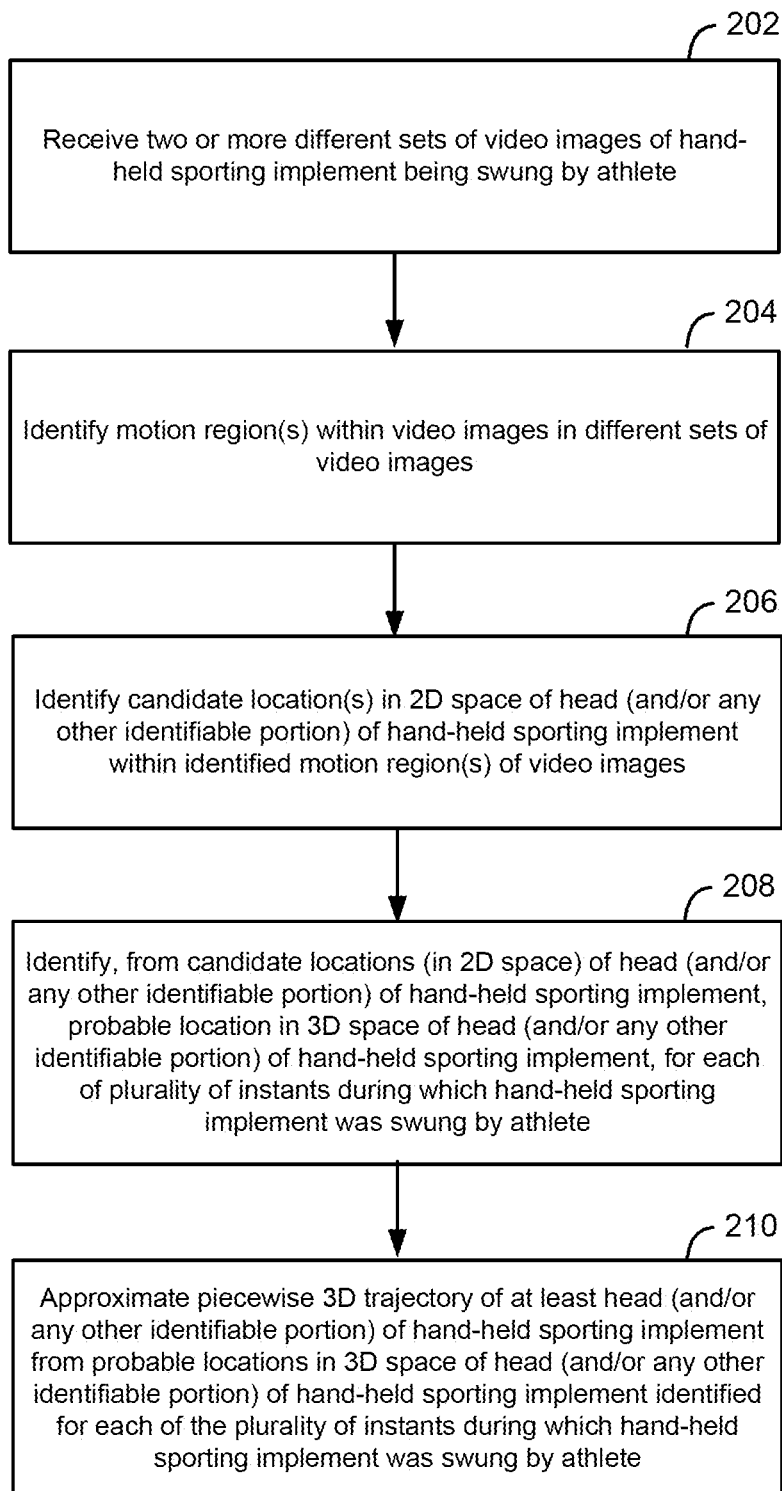 202
Receive two or more different sets of video images of hand-
held sporting implement being swung by athlete
204
Identify motion region(s) within video images in different sets of
video images
206
Identify candidate location(s) in 2D space of head (and/or any
other identifiable portion) of hand-held sporting implement
within identified motion region(s) of video images
208
Identify, from candidate locations (in 2D space) of head (and/or
any other identifiable portion) of hand-held sporting implement,
probable location in 3D space of head (and/or any other
identifiable portion) of hand-held sporting implement, for each
of plurality of instants during which hand-held sporting
implement was swung by athlete
210
Approximate piecewise 3D trajectory of at least head (and/or
any other identifiable portion) of hand-held sporting implement
from probable locations in 3D space of head (and/or any other
identifiable portion) of hand-held sporting implement identified
for each of the plurality of instants during which hand-held
sporting implement was swung by athlete